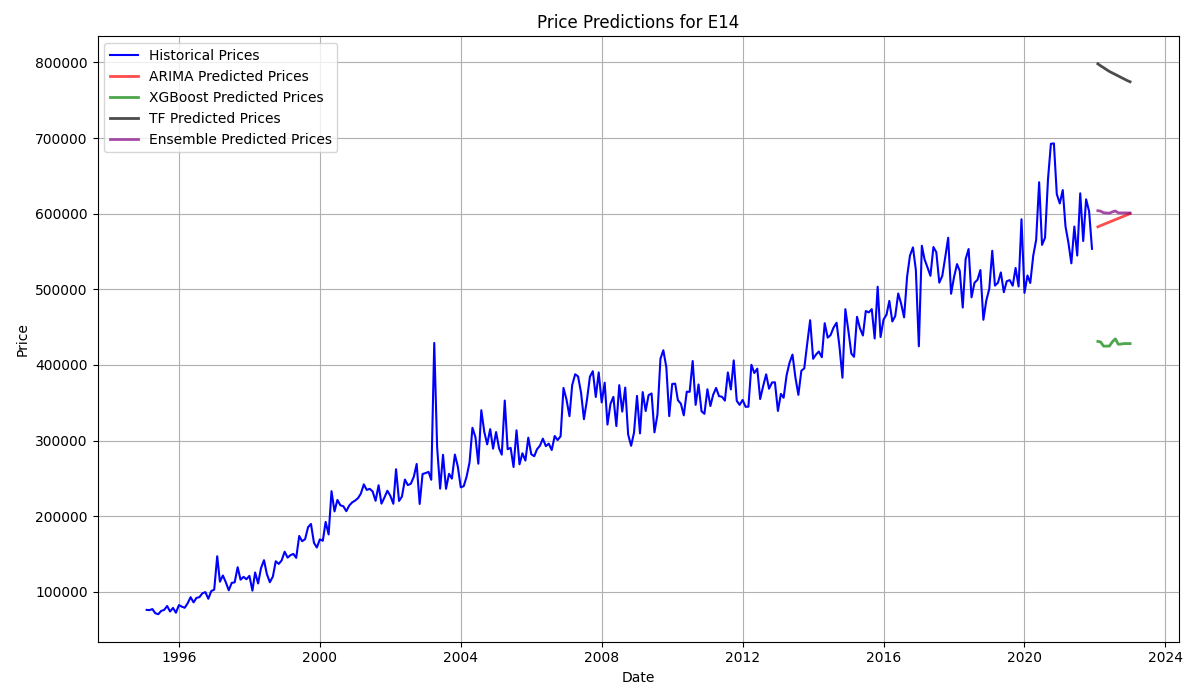 Price Predictions for E14
Historical Prices
ARIMA Predicted Prices
XGBoost Predicted Prices
TF Predicted Prices
Ensemble Predicted Prices
800000
700000
600000
500000
400000
300000
200000
100000
Price
1996 2000 2004 2008 2012 2016 2020 2024
Date